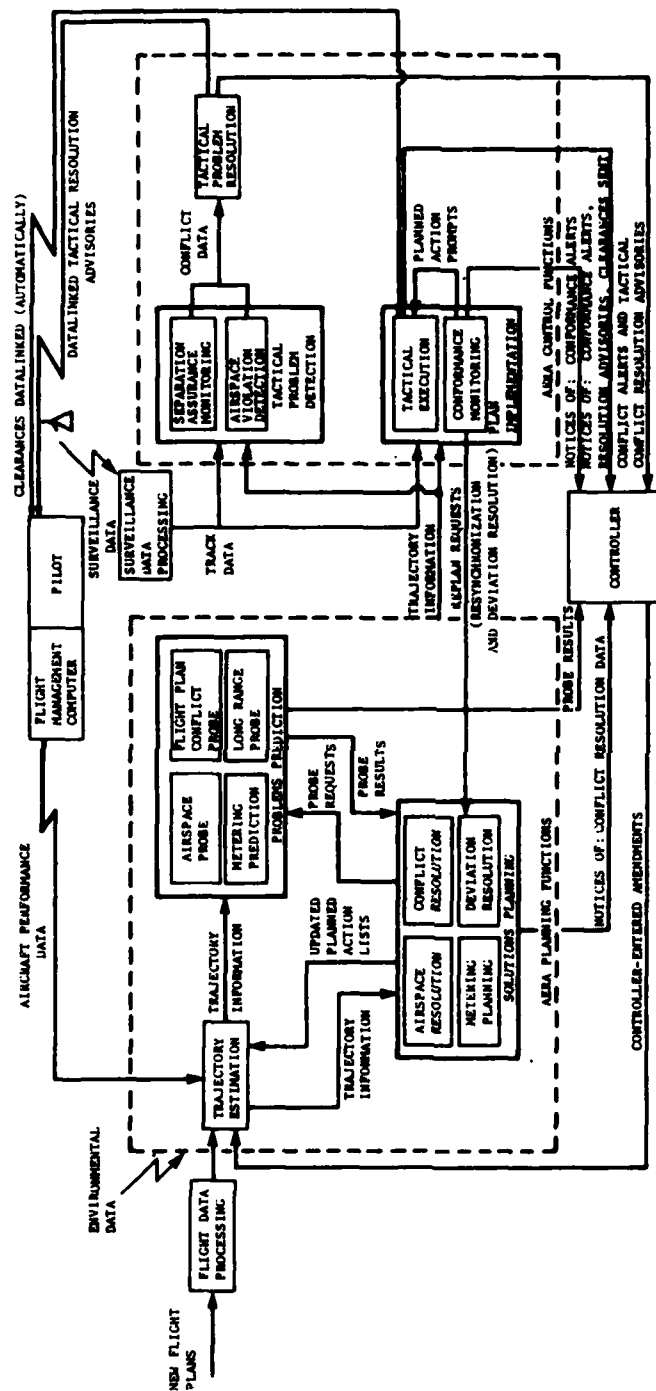 NEW FLIGHT
PLANS
FLIGHT DATA
PROCESSING
ENVIRONMENTAL
DATA
TRAJECTORY
ESTIMATION
AIRCRAFT PERFORMANCE
DATA
FLIGHT
MANAGEMENT
COMPUTER
PILOT
TRAJECTORY
INFORMATION
AIRSPACE
PROBE
FLIGHT PLAN
CONFLICT
PROBE
METERING
PREDICTION
LONG RANGE
PROBE
PROBLEMS PREDICTION
UPDATED PLANNED
ACTION
LISTS
TRAJECTORY
INFORMATION
PROBE
REQUESTS
PROBE
RESULTS
AIRSPACE
RESOLUTION
CONFLICT
RESOLUTION
METERING
PLANNING
DEVIATION
RESOLUTION
SOLUTIONS PLANNING
AERA PLANNING FUNCTIONS
CLEARANCES DATALINKED (AUTOMATICALLY)
DATALINKED TACTICAL RESOLUTION
ADVISORIES
SURVEILLANCE
DATA
SURVEILLANCE
DATA
PROCESSING
TRACK
DATA
SEPARATION
ASSURANCE
MONITORING
AIRSPACE
VIOLATION
DETECTION
TACTICAL
PROBLEM
DETECTION
CONFLICT
DATA
TACTICAL
PROBLEM
RESOLUTION
TRAJECTORY
INFORMATION
REPLAN REQUESTS
(RESYNCHRONIZATION
AND DEVIATION RESOLUTION)
TACTICAL
EXECUTION
CONFORMANCE
MONITORING
PLAN
IMPLEMENTATION
PLANNED
ACTION
PROMPTS
AERA CONTROL FUNCTIONS
NOTICES OF: CONFORMANCE ALERTS
NOTICES OF: CONFORMANCE ALERTS,
RESOLUTION ADVISORIES, CLEARANCES SENT
CONFLICT ALERTS AND TACTICAL
CONFLICT RESOLUTION ADVISORIES
PROBE RESULTS
CONTROLLER
NOTICES OF: CONFLICT RESOLUTION DATA
CONTROLLER-ENTERED AMENDMENTS